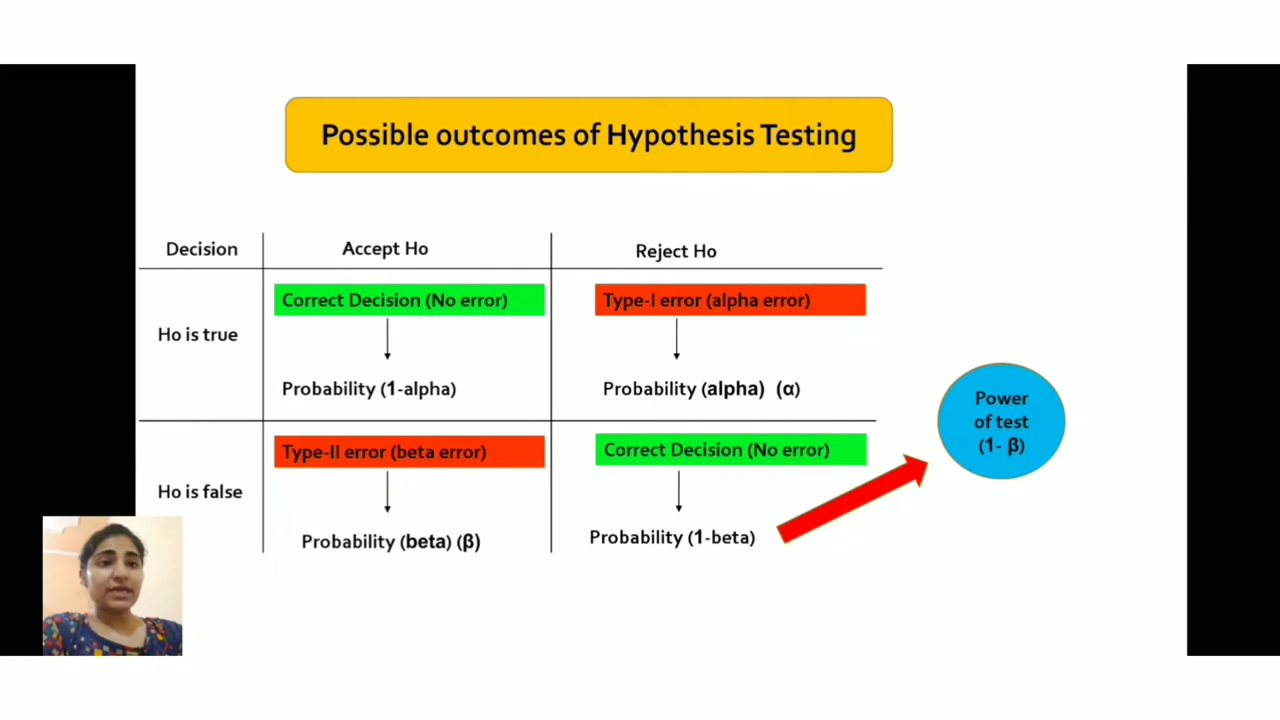 Possible outcomes of Hypothesis Testing
Decision
Accept Ho
Reject Ho
Ho is true
Correct Decision (No error)
Type-I error (alpha error)
Probability (1-alpha)
Probability (alpha) (α)
Ho is false
Type-II error (beta error)
Correct Decision (No error)
Probability (beta) (β)
Probability (1-beta)
Power
of test
(1- β)